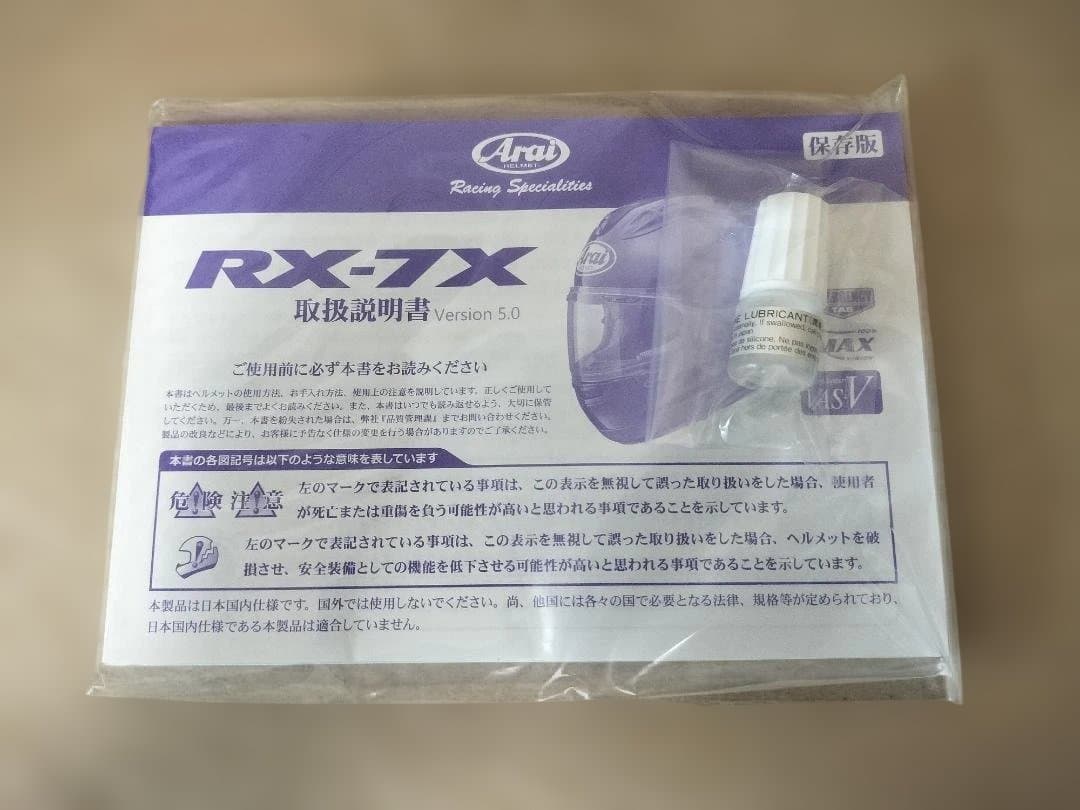 Arai
HELMET
Racing Specialities
保存版
RX-7X
取扱説明書 Version 5.0
Arai
TAG
MAX
VAS-V
LUBRICANT
If swallowed,
Japan
de silicone. Ne pas
hors de portée des
ご使用前に必ず本書をお読みください
本書はヘルメットの使用方法、お手入れ方法、使用上の注意を説明しています。正しくご使用して
いただくため、最後までよくお読みください。また、本書はいつでも読み返せるよう、大切に保管
してください。万一、本書を紛失された場合は、弊社『品質管理課』までお問い合わせください。
製品の改良などにより、お客様に予告なく仕様の変更を行う場合がありますのでご了承ください。
本書の各図記号は以下のような意味を表しています
危険 注意 左のマークで表記されている事項は、この表示を無視して誤った取り扱いをした場合、使用者
が死亡または重傷を負う可能性が高いと思われる事項であることを示しています。
左のマークで表記されている事項は、この表示を無視して誤った取り扱いをした場合、ヘルメットを破
損させ、安全装備としての機能を低下させる可能性が高いと思われる事項であることを示しています。
本製品は日本国内仕様です。国外では使用しないでください。尚、他国には各々の国で必要となる法律、規格等が定められており、
日本国内仕様である本製品は適合していません。